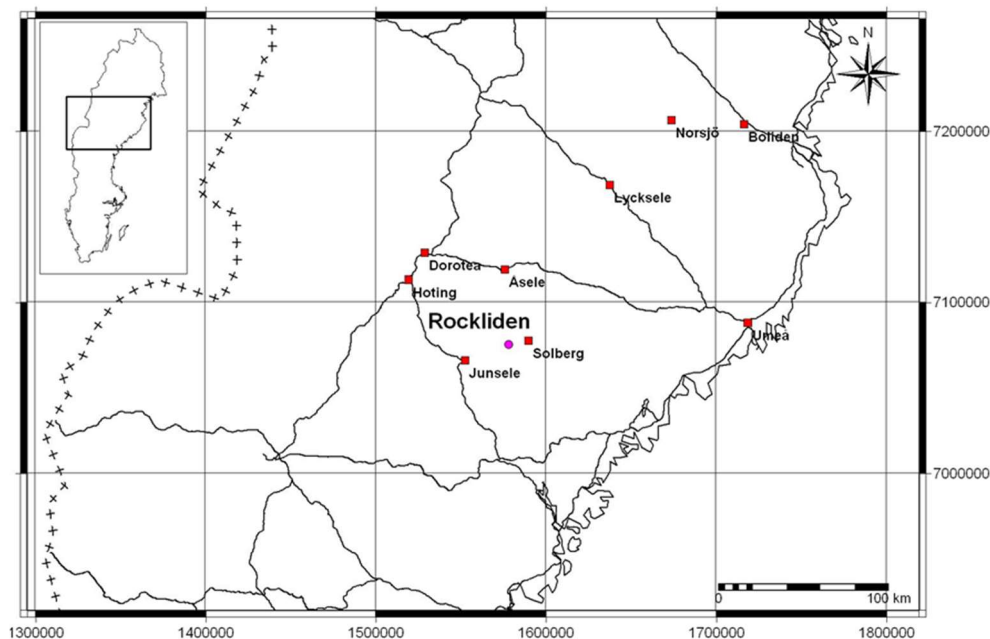 N
Norsjö
Boliden
7200000
Lycksele
Dorotea
Åsele
Hoting
7100000
Rockliden
Umeå
Solberg
Junsele
7000000
0
100 km
1300000
1400000
1500000
1600000
1700000
1800000